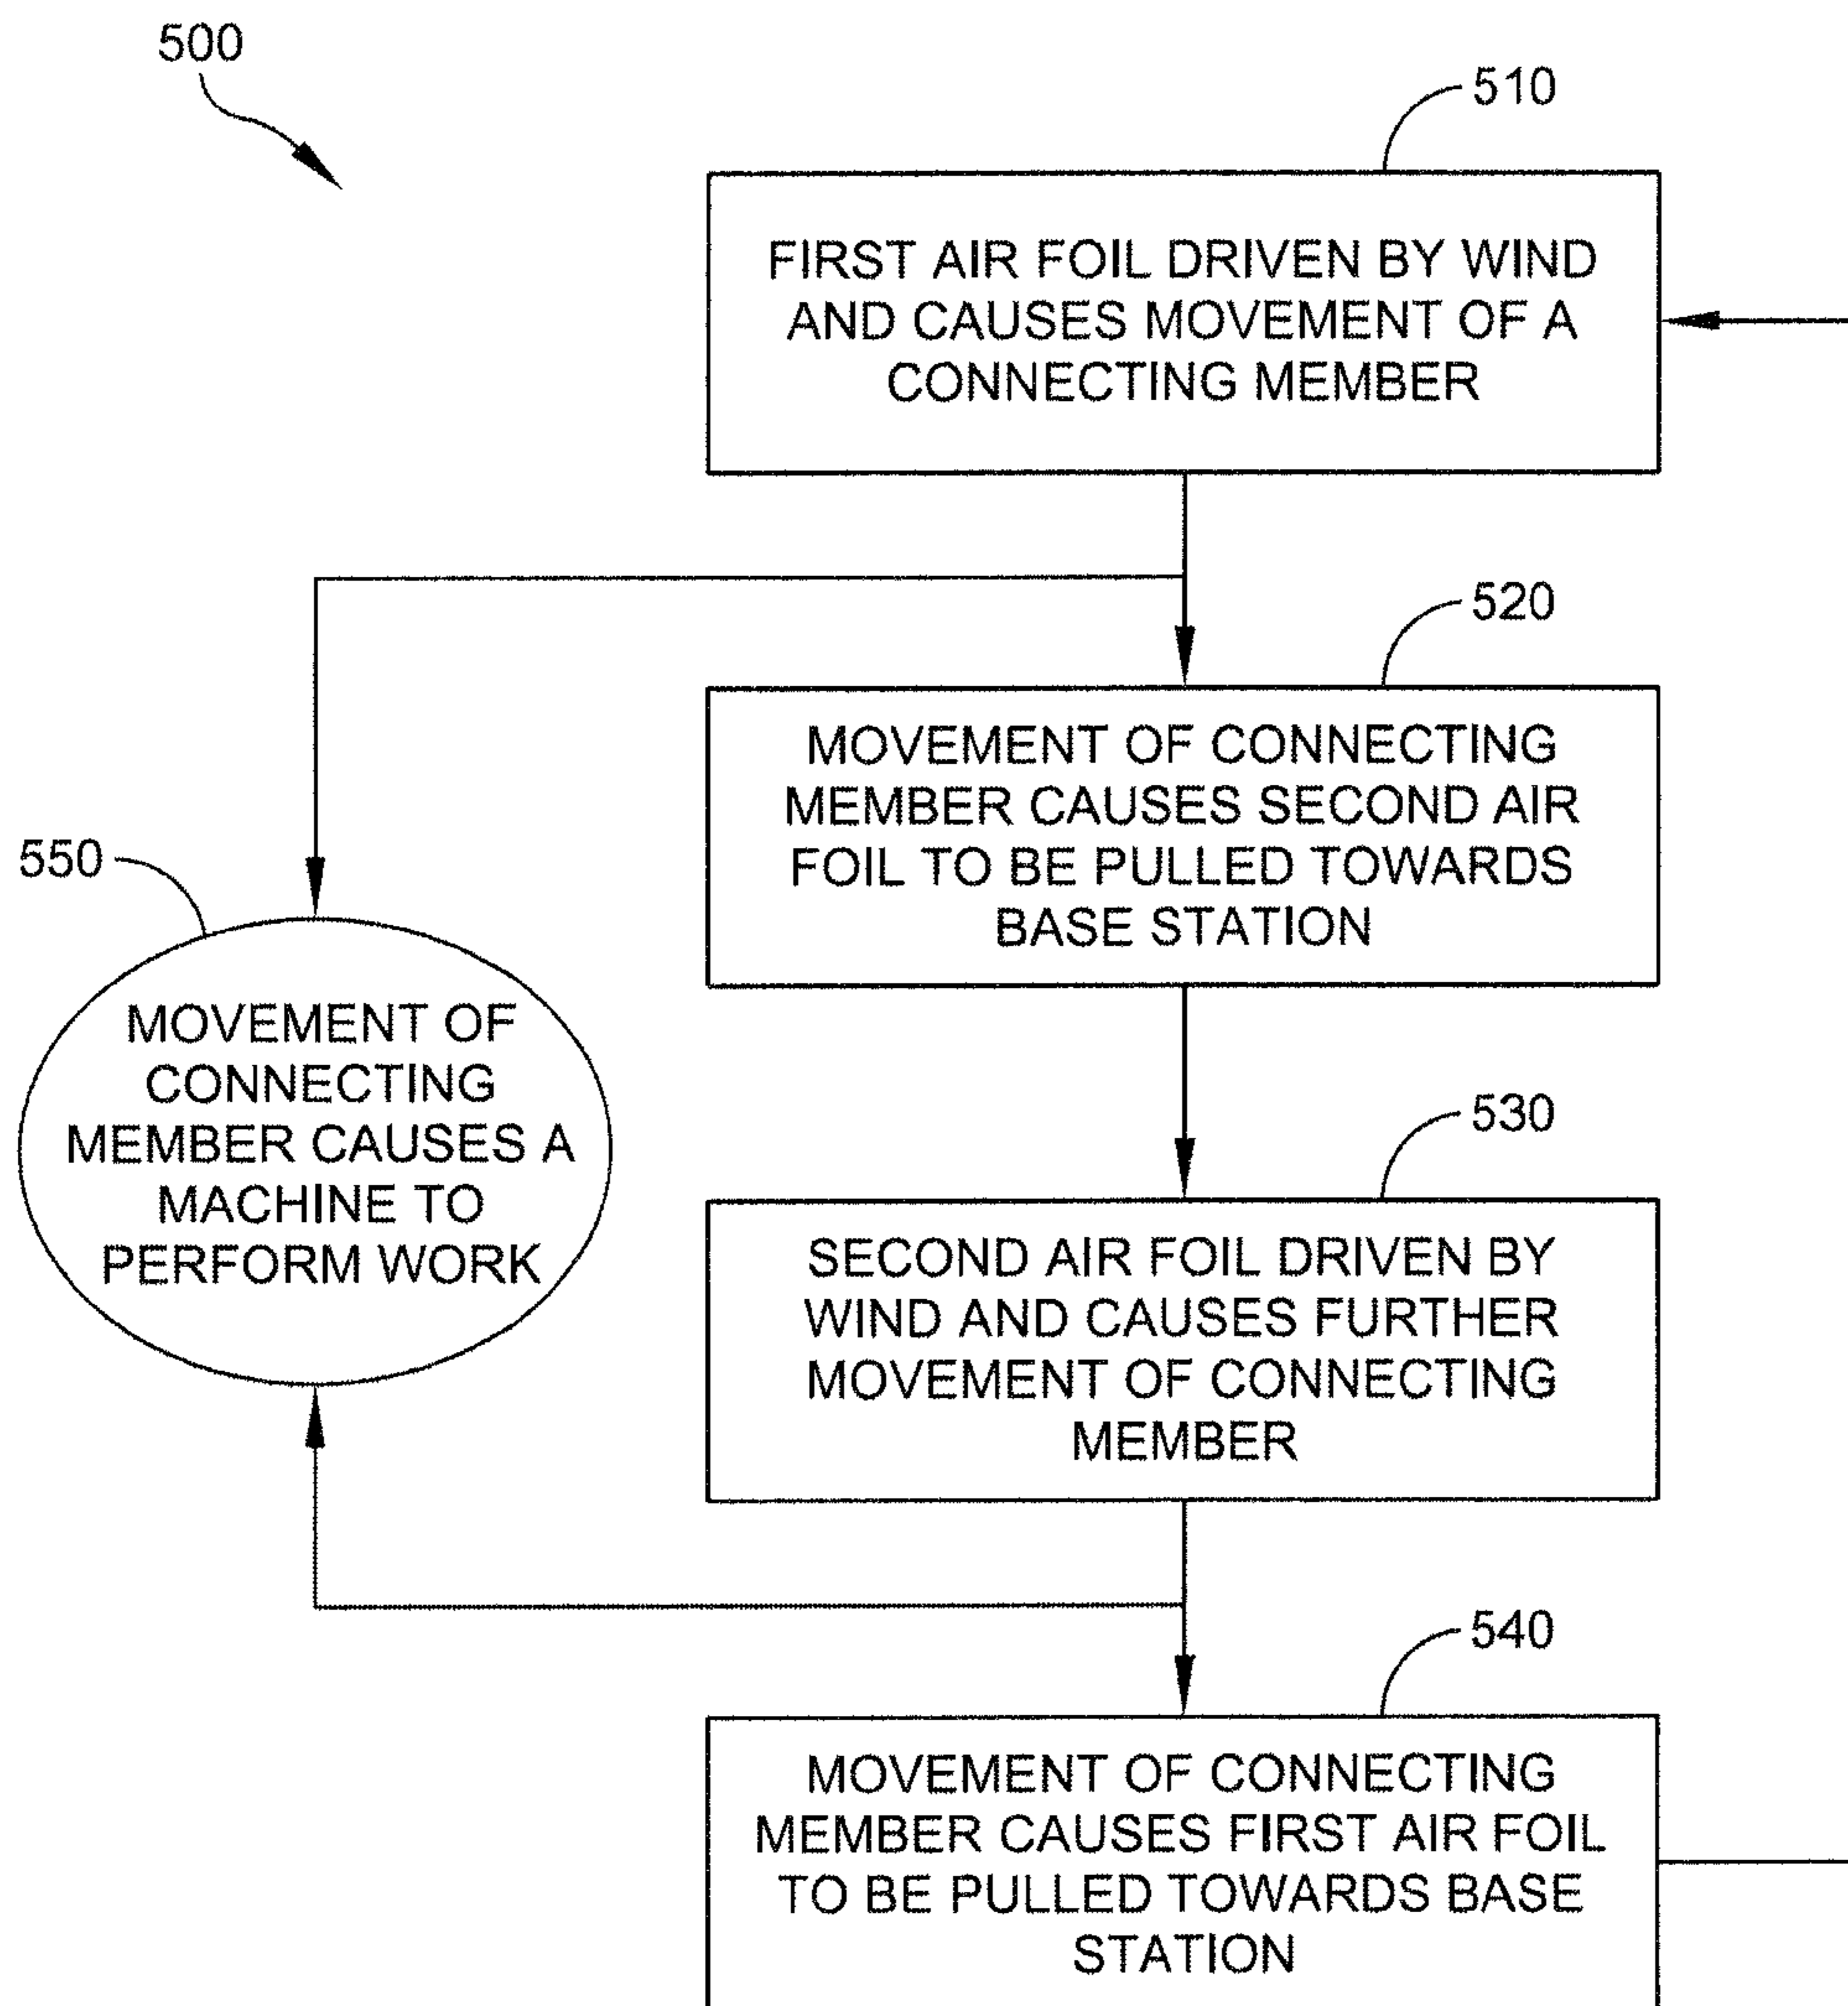 500
510
FIRST AIR FOIL DRIVEN BY WIND
AND CAUSES MOVEMENT OF A
CONNECTING MEMBER
520
MOVEMENT OF CONNECTING
MEMBER CAUSES SECOND AIR
FOIL TO BE PULLED TOWARDS
BASE STATION
550
MOVEMENT OF
CONNECTING
MEMBER CAUSES A
MACHINE TO
PERFORM WORK
530
SECOND AIR FOIL DRIVEN BY
WIND AND CAUSES FURTHER
MOVEMENT OF CONNECTING
MEMBER
540
MOVEMENT OF CONNECTING
MEMBER CAUSES FIRST AIR FOIL
TO BE PULLED TOWARDS BASE
STATION